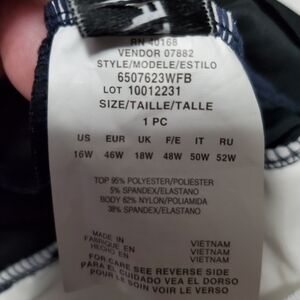 RN 40168
VENDOR 07882
STYLE/MODELE/ESTILO
6507623WFB
LOT 10012231
SIZE/TAILLE/TALLE
1 PC
US EUR UK F/E IT RU
16W 46W 18W 48W 50W 52W
TOP 95% POLYESTER/POLIESTER
5% SPANDEX/ELASTANO
BODY 62% NYLON/POLIAMIDA
38% SPANDEX/ELASTANO
MADE IN VIETNAM
FABRIQUE EN VIETNAM
HECHO EN VIETNAM
FOR CARE SEE REVERSE SIDE
PARA EL CUIDADO VEA EL DORSO
POUR LE SOIN VOIR LE VERSO